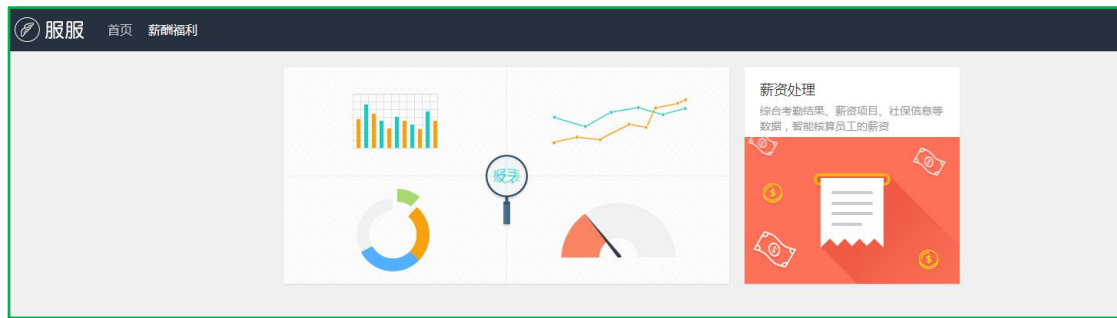 服服 首页 薪酬福利
薪资处理
综合考勤结果、薪资项目、社保信息等
数据，智能核算员工的薪资
报表